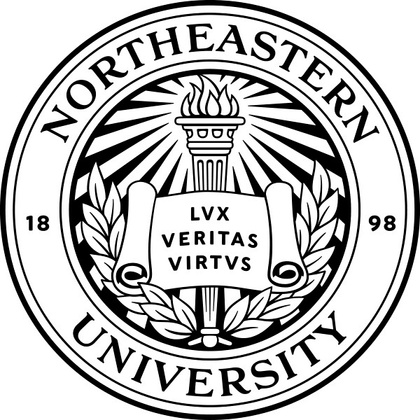 NORTHEASTERN
18 98
LVX
VERITAS
VIRTVS
UNIVERSITY